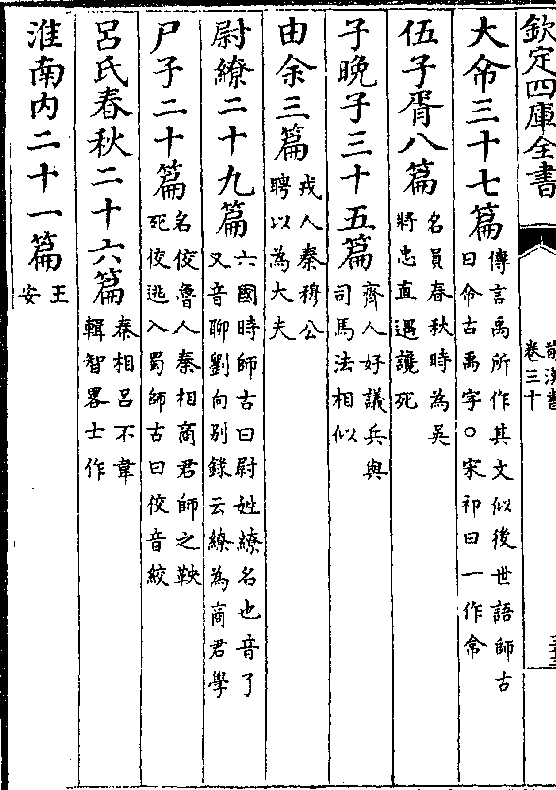 欽定四庫全書
前漢書
卷三十
大㣎三十七篇
傳言禹所作其文似後世語師古
曰㣎古禹字○宋祁曰一作㣎
伍子胥八篇
名員春秋時為吳
將忠直遇讒死
子晚子三十五篇
齊人好議兵與
司馬法相似
由余三篇
戎人秦穆公
聘以為大夫
尉繚二十九篇
六國時師古曰尉姓繚名也音了
又音聊劉向别錄云繚為商君學
尸子二十篇
名佼魯人秦相商君師之鞅
死佼逃入蜀師古曰佼音絞
呂氏春秋二十六篇
秦相呂不韋
輯智畧士作
淮南内二十一篇
王
安